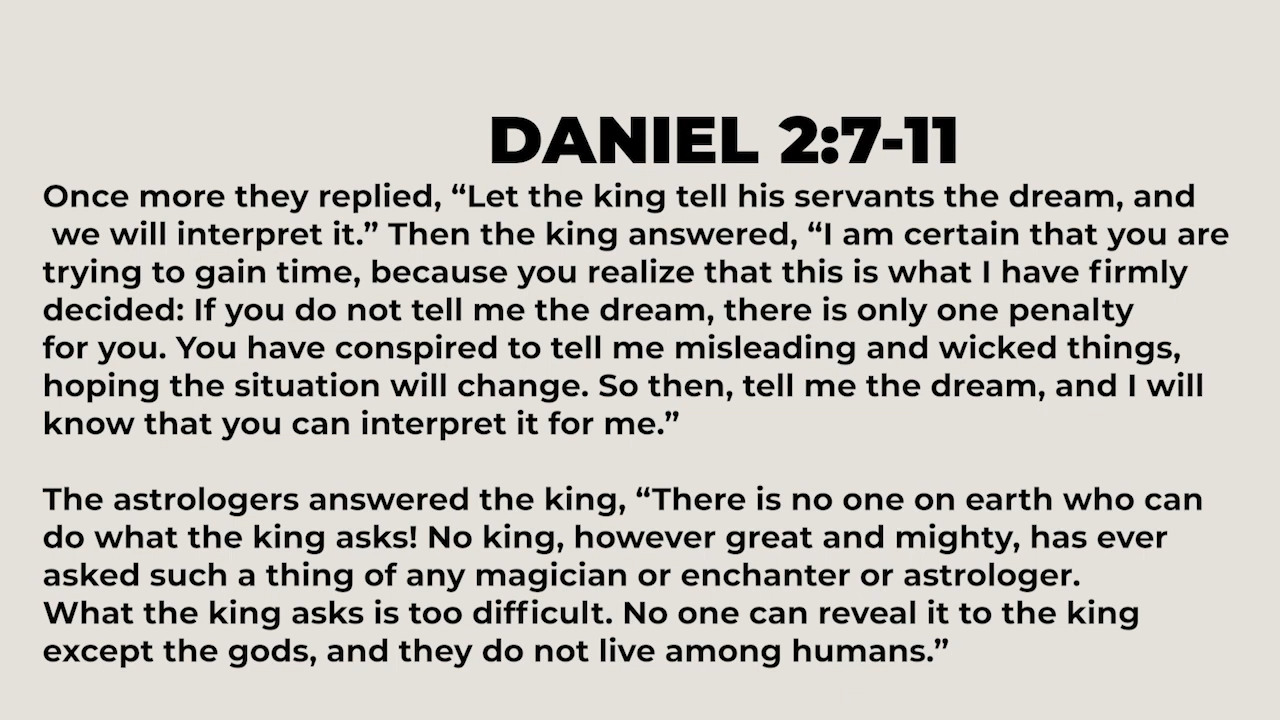 DANIEL 2:7-11
Once more they replied, “Let the king tell his servants the dream, and
we will interpret it.” Then the king answered, “I am certain that you are
trying to gain time, because you realize that this is what I have firmly
decided: If you do not tell me the dream, there is only one penalty
for you. You have conspired to tell me misleading and wicked things,
hoping the situation will change. So then, tell me the dream, and I will
know that you can interpret it for me.”
The astrologers answered the king, “There is no one on earth who can
do what the king asks! No king, however great and mighty, has ever
asked such a thing of any magician or enchanter or astrologer.
What the king asks is too difficult. No one can reveal it to the king
except the gods, and they do not live among humans.”